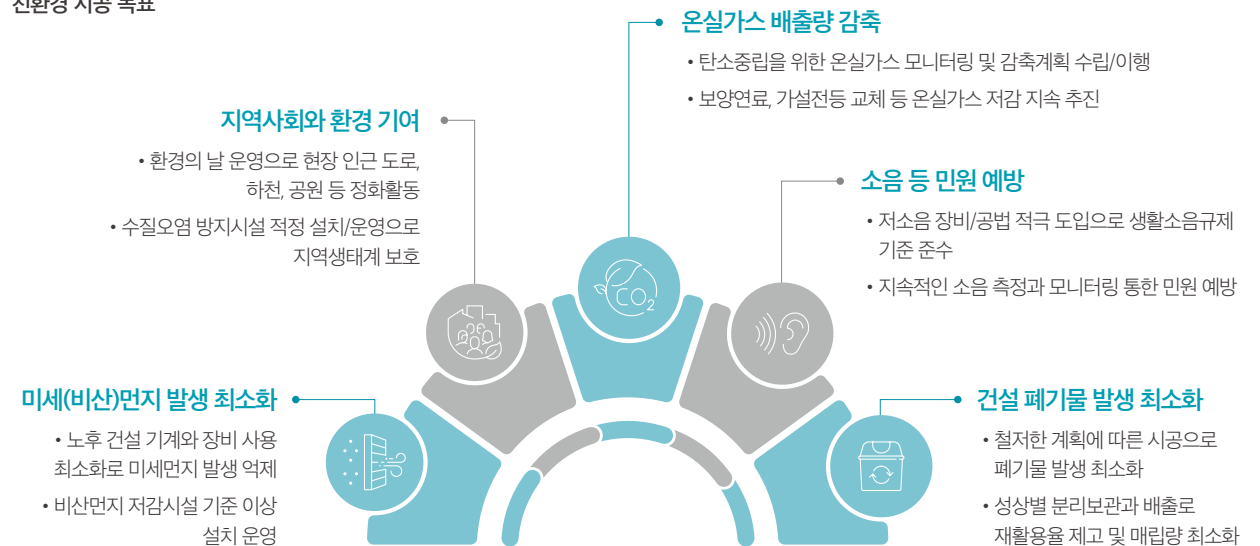 친환경 시공 목표
온실가스 배출량 감축
• 탄소중립을 위한 온실가스 모니터링 및 감축계획 수립/이행
• 보양연료, 가설전등 교체 등 온실가스 저감 지속 추진
지역사회와 환경 기여
• 환경의 날 운영으로 현장 인근 도로,
하천, 공원 등 정화활동
• 수질오염 방지시설 적정 설치/운영으로
지역생태계 보호
소음 등 민원 예방
• 저소음 장비/공법 적극 도입으로 생활소음규제
기준 준수
• 지속적인 소음 측정과 모니터링 통한 민원 예방
CO2
미세(비산)먼지 발생 최소화
• 노후 건설 기계와 장비 사용
최소화로 미세먼지 발생 억제
• 비산먼지 저감시설 기준 이상
설치 운영
건설 폐기물 발생 최소화
• 철저한 계획에 따른 시공으로
폐기물 발생 최소화
• 성상별 분리보관과 배출로
재활용율 제고 및 매립량 최소화